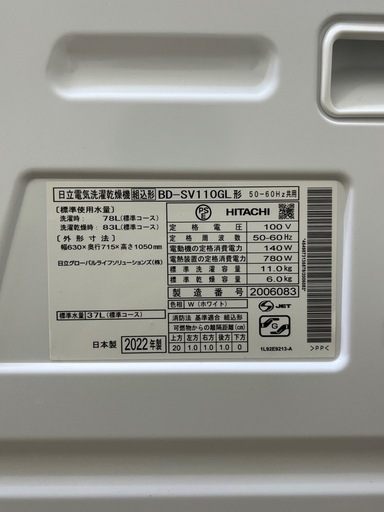 日立電気洗濯乾燥機 組込形 BD-SV110GL 形 50-60Hz共用
[標準使用水量]
洗濯時 78L(標準コース)
洗濯乾燥時 83L(標準コース)
[外形寸法]
幅630×奥行715×高さ1050mm
日立グローバルライフソリューションズ(株)
標準水量 37L(標準コース)
日本製 2022年製
PSE HITACHI
定格電圧 100V
定格周波数 50-60Hz
電動機の定格消費電力 140W
電熱装置の定格消費電力 780W
標準洗濯容量 11.0kg
標準乾燥容量 6.0kg
製造番号 2006083
色相 W(ホワイト)
消防法 基準適合 組込形
可燃物からの離隔距離(cm)
上方 左方 右方 後方 下方
20 1.0 1.0 1.0 0
S JET
G
1L92E9213-A
>PP<